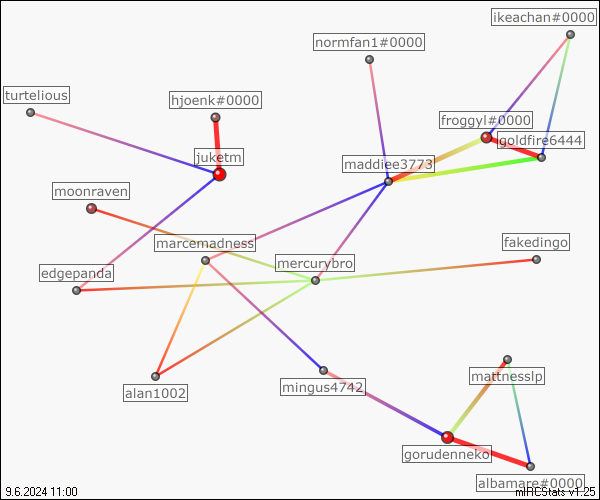 ikeachan#0000
normfan1#0000
turtelious
hjoenk#0000
froggyl#0000
goldfire6444
juketm
maddiee3773
moonraven
marcemadness
fakedingo
mercurybro
edgepanda
mattnesslp
mingus4742
alan1002
gorudenneko
albamare#0000
9.6.2024 11:00
mIRCStats v1.25